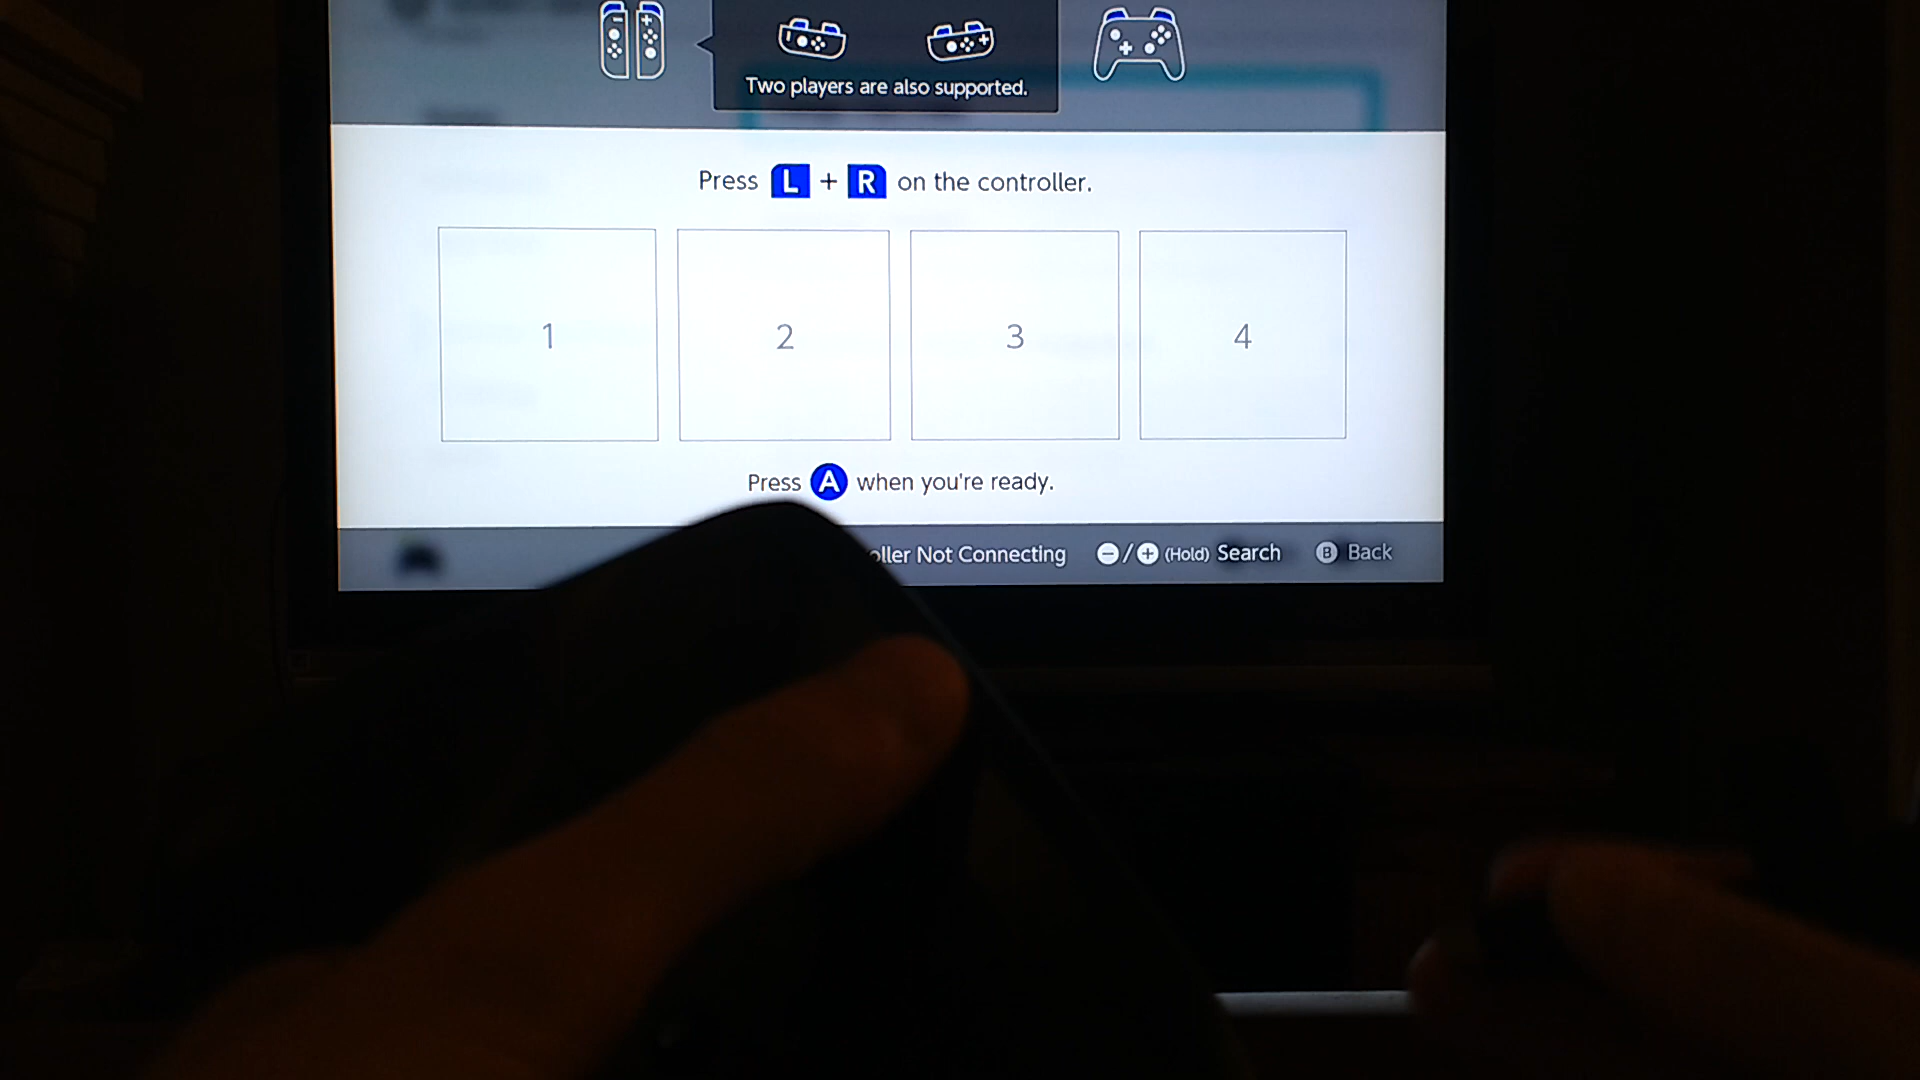 Two players are also supported.
Press L + R on the controller.
1 2 3 4
Press A when you're ready.
Not Connecting -/+ (Hold) Search B Back